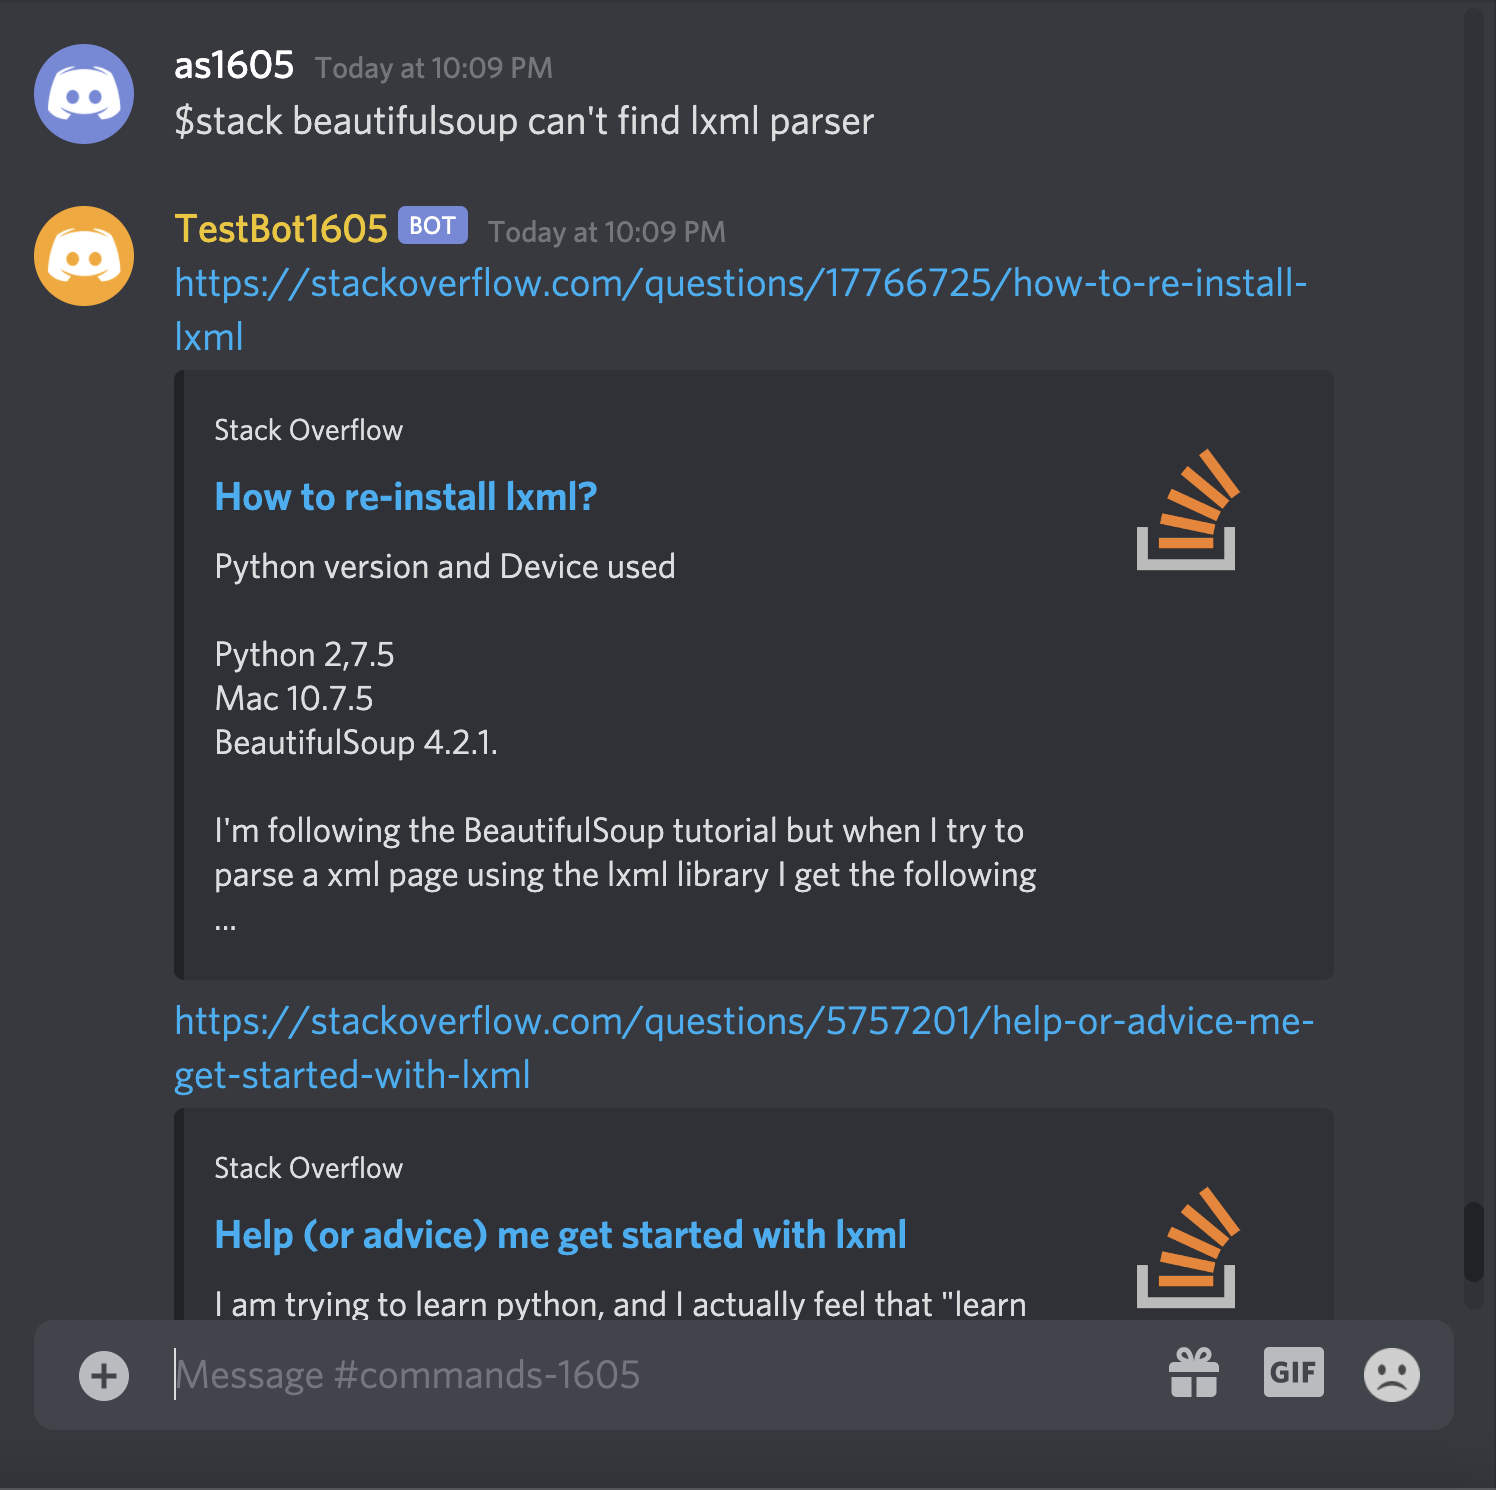 as1605 Today at 10:09 PM
$stack beautifulsoup can't find lxml parser
TestBot1605 BOT Today at 10:09 PM
https://stackoverflow.com/questions/17766725/how-to-re-install-
lxml
Stack Overflow
How to re-install lxml?
Python version and Device used
Python 2,7.5
Mac 10.7.5
BeautifulSoup 4.2.1.
I'm following the BeautifulSoup tutorial but when I try to
parse a xml page using the lxml library I get the following
...
https://stackoverflow.com/questions/5757201/help-or-advice-me-
get-started-with-lxml
Stack Overflow
Help (or advice) me get started with lxml
I am trying to learn python, and I actually feel that "learn
Message #commands-1605
GIF